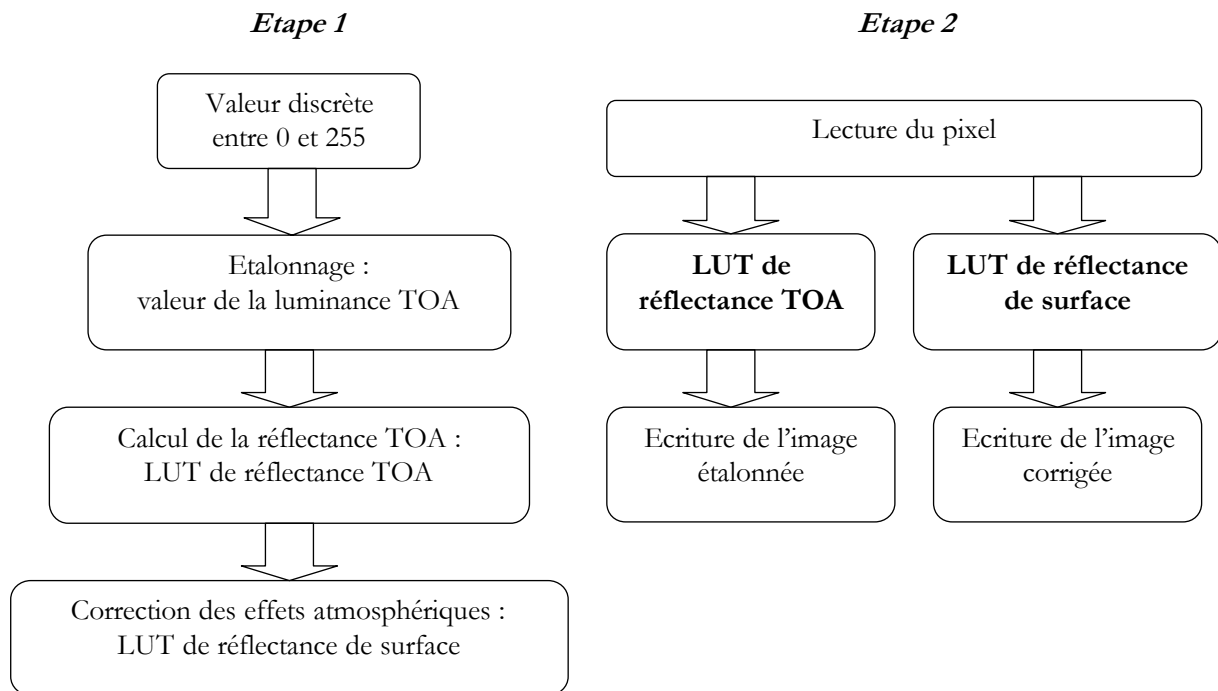 Etape 1
Valeur discrète
entre 0 et 255
Etalonnage :
valeur de la luminance TOA
Calcul de la réflectance TOA :
LUT de réflectance TOA
Correction des effets atmosphériques :
LUT de réflectance de surface
Etape 2
Lecture du pixel
LUT de
réflectance TOA
Ecriture de l’image
étalonnée
LUT de réflectance
de surface
Ecriture de l’image
corrigée